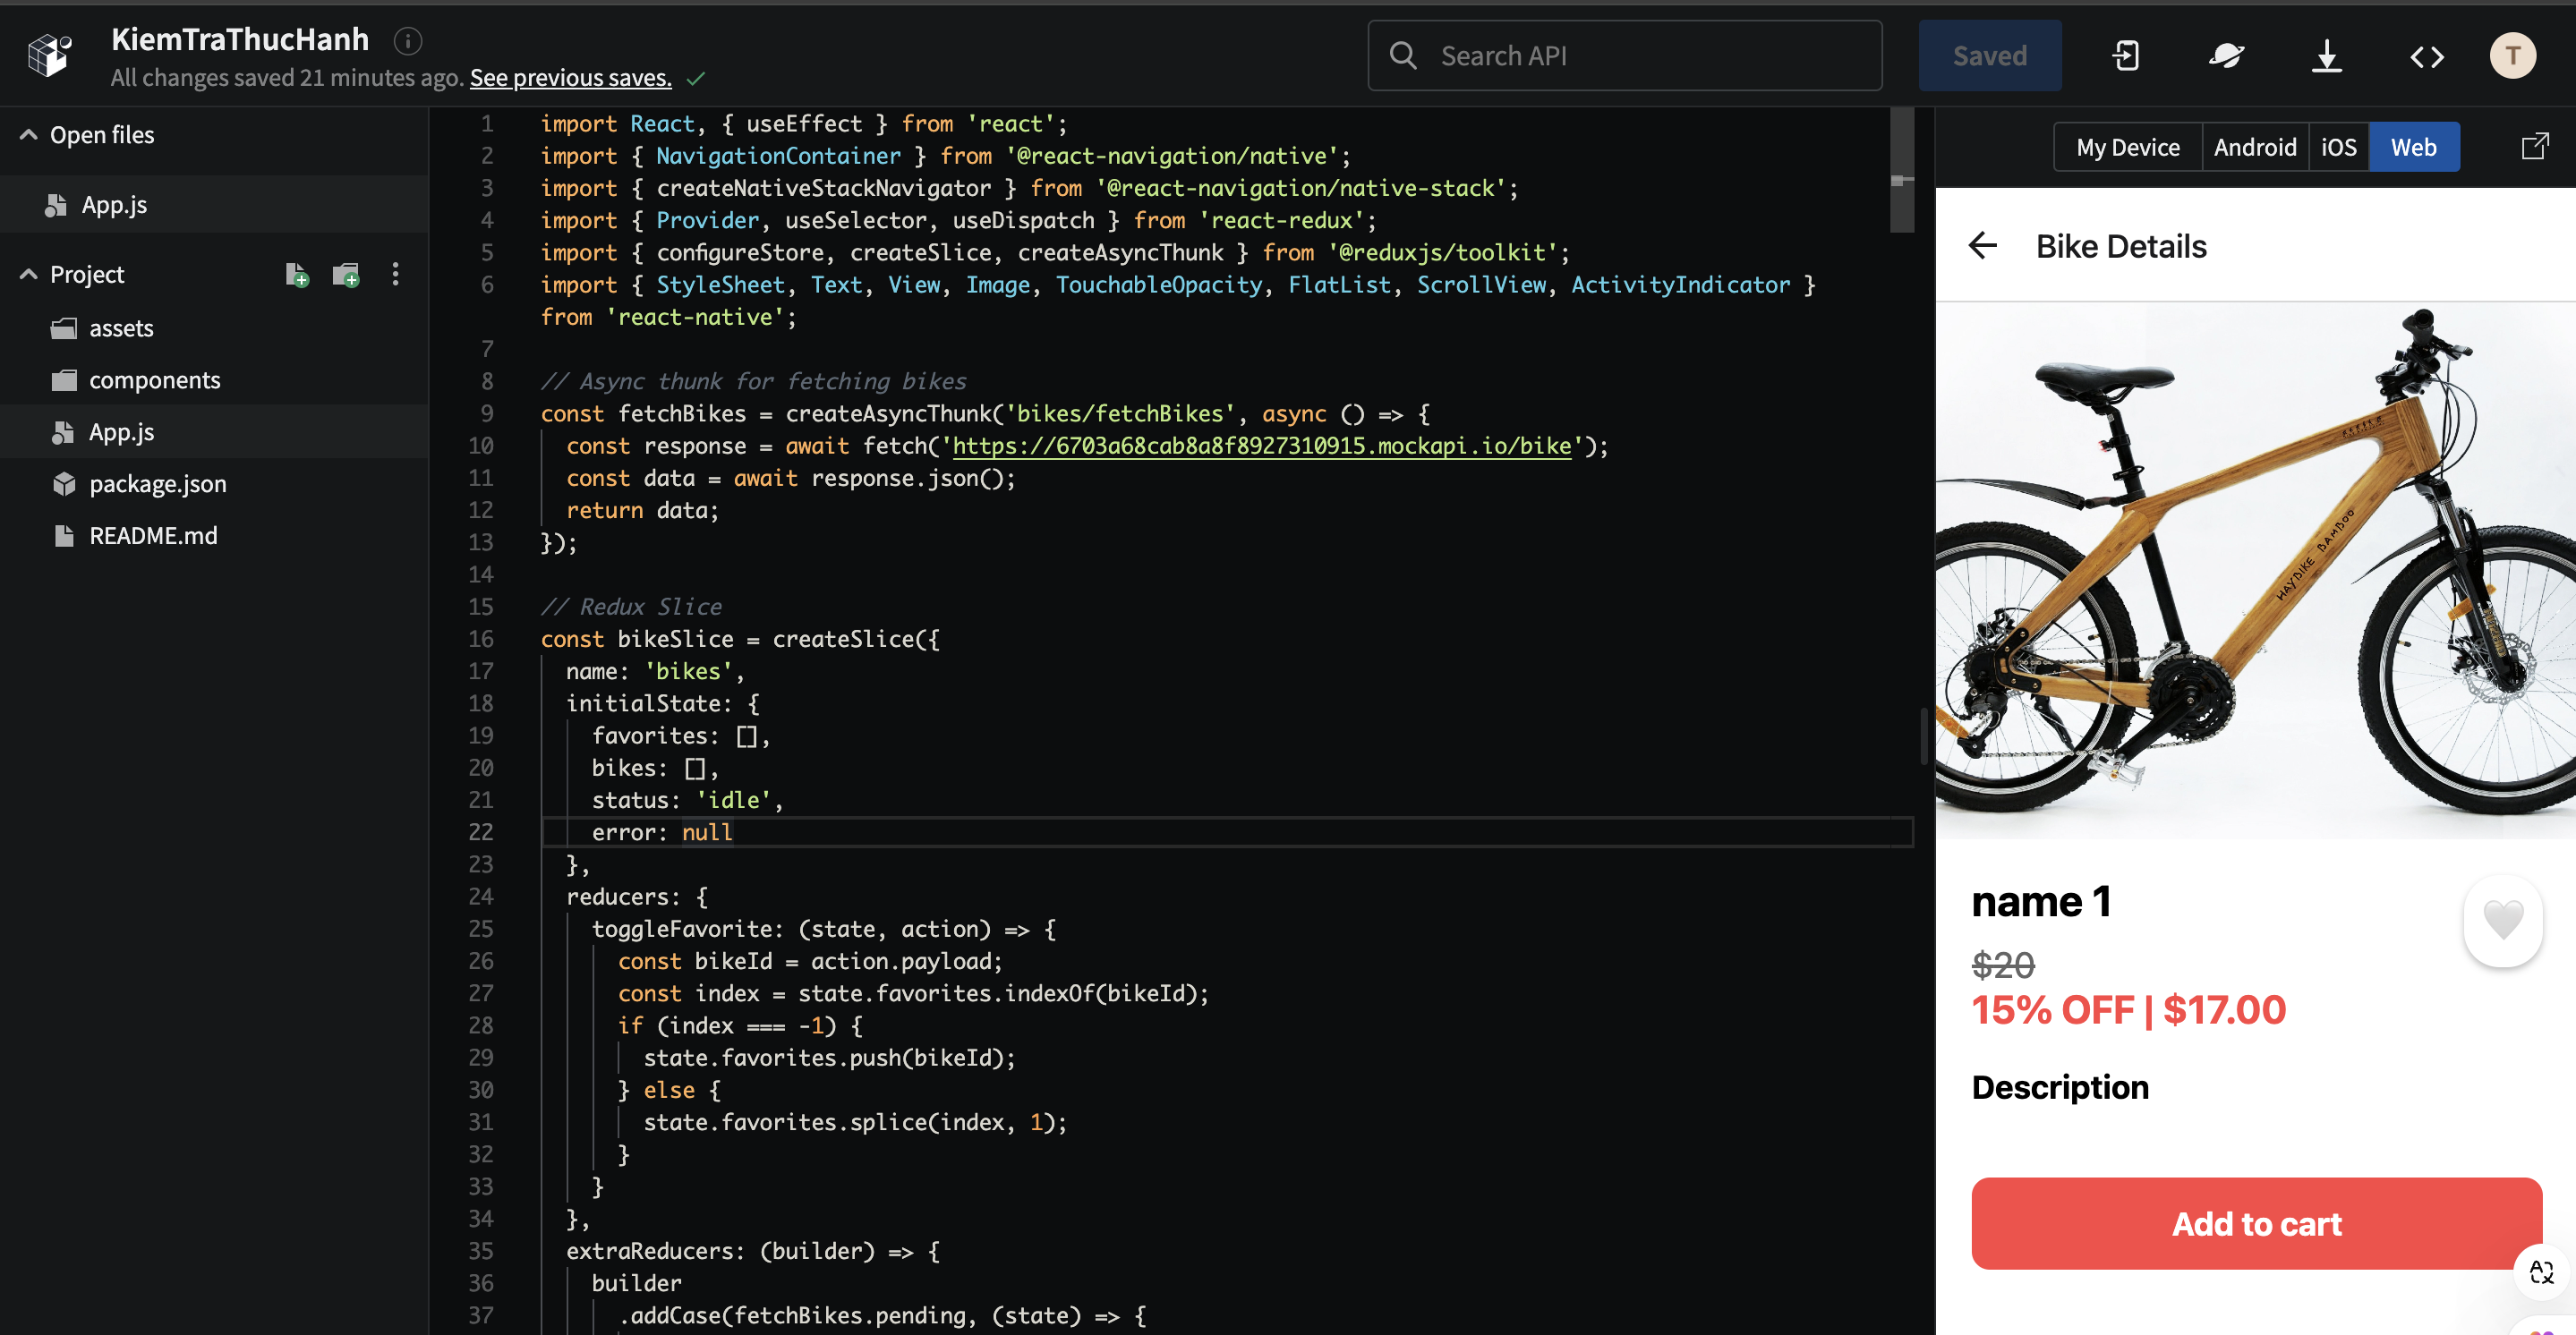 KiemTraThucHanh
All changes saved 21 minutes ago. See previous saves.
Search API
Saved
T
Open files
App.js
Project
assets
components
App.js
package.json
README.md
1 import React, { useEffect } from 'react';
2 import { NavigationContainer } from '@react-navigation/native';
3 import { createNativeStackNavigator } from '@react-navigation/native-stack';
4 import { Provider, useSelector, useDispatch } from 'react-redux';
5 import { configureStore, createSlice, createAsyncThunk } from '@reduxjs/toolkit';
6 import { StyleSheet, Text, View, Image, TouchableOpacity, FlatList, ScrollView, ActivityIndicator }
from 'react-native';
7
8 // Async thunk for fetching bikes
9 const fetchBikes = createAsyncThunk('bikes/fetchBikes', async () => {
10 const response = await fetch('https://6703a68cab8a8f8927310915.mockapi.io/bike');
11 const data = await response.json();
12 return data;
13 });
14
15 // Redux Slice
16 const bikeSlice = createSlice({
17 name: 'bikes',
18 initialState: {
19 favorites: [],
20 bikes: [],
21 status: 'idle',
22 error: null
23 },
24 reducers: {
25 toggleFavorite: (state, action) => {
26 const bikeId = action.payload;
27 const index = state.favorites.indexOf(bikeId);
28 if (index === -1) {
29 state.favorites.push(bikeId);
30 } else {
31 state.favorites.splice(index, 1);
32 }
33 }
34 },
35 extraReducers: (builder) => {
36 builder
37 .addCase(fetchBikes.pending, (state) => {
My Device Android iOS Web
Bike Details
HAYBIKE BAMBOO
name 1
$20
15% OFF | $17.00
Description
Add to cart